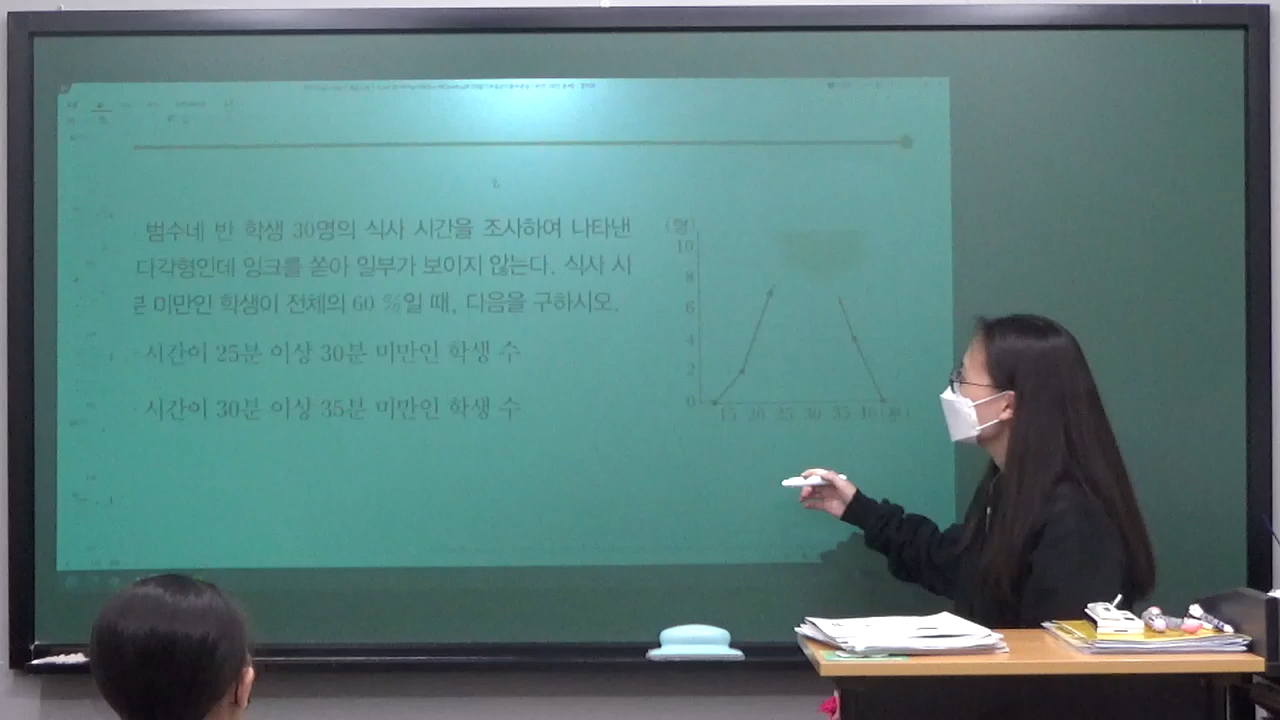 범수네 반 학생 30명의 식사 시간을 조사하여 나타낸
다각형인데 잉크를 쏟아 일부가 보이지 않는다. 식사 시
미만인 학생이 전체의 60 %일 때, 다음을 구하시오.
시간이 25분 이상 30분 미만인 학생 수
시간이 30분 이상 35분 미만인 학생 수
(명)
10
8
6
4
2
0
15 20 25 30 35 40(분)